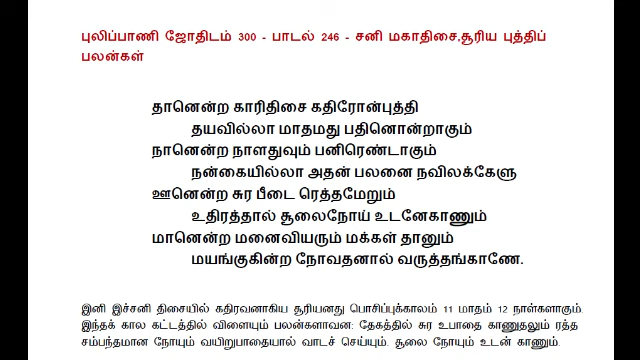 புலிப்பாணி ஜோதிடம் 300 - பாடல் 246 - சனி மகாதிசை,சூரிய புத்திப்
பலன்கள்
தானென்ற காரிதிசை கதிரோன்புத்தி
தயவில்லா மாதமது பதினொன்றாகும்
நானென்ற நாளதுவும் பனிரெண்டாகும்
நன்கையில்லா அதன் பலனை நவிலக்கேளு
ஊனென்ற சுர பீடை ரெத்தமேறும்
உதிரத்தால் சூலைநோய் உடனேகாணும்
மானென்ற மனைவியரும் மக்கள் தானும்
மயங்குகின்ற நோவதனால் வருத்தங்காணே.
இனி இச்சனி திசையில் கதிரவனாகிய சூரியனது பொசிப்புக்காலம் 11 மாதம் 12 நாள்களாகும்.
இந்தக் கால கட்டத்தில் விளையும் பலன்களாவன: தேகத்தில் சுர உபாதை காணுதலும் ரத்த
சம்பந்தமான நோயும் வயிறுபாதையால் வாடச் செய்யும். சூலை நோயும் உடன் காணும்.